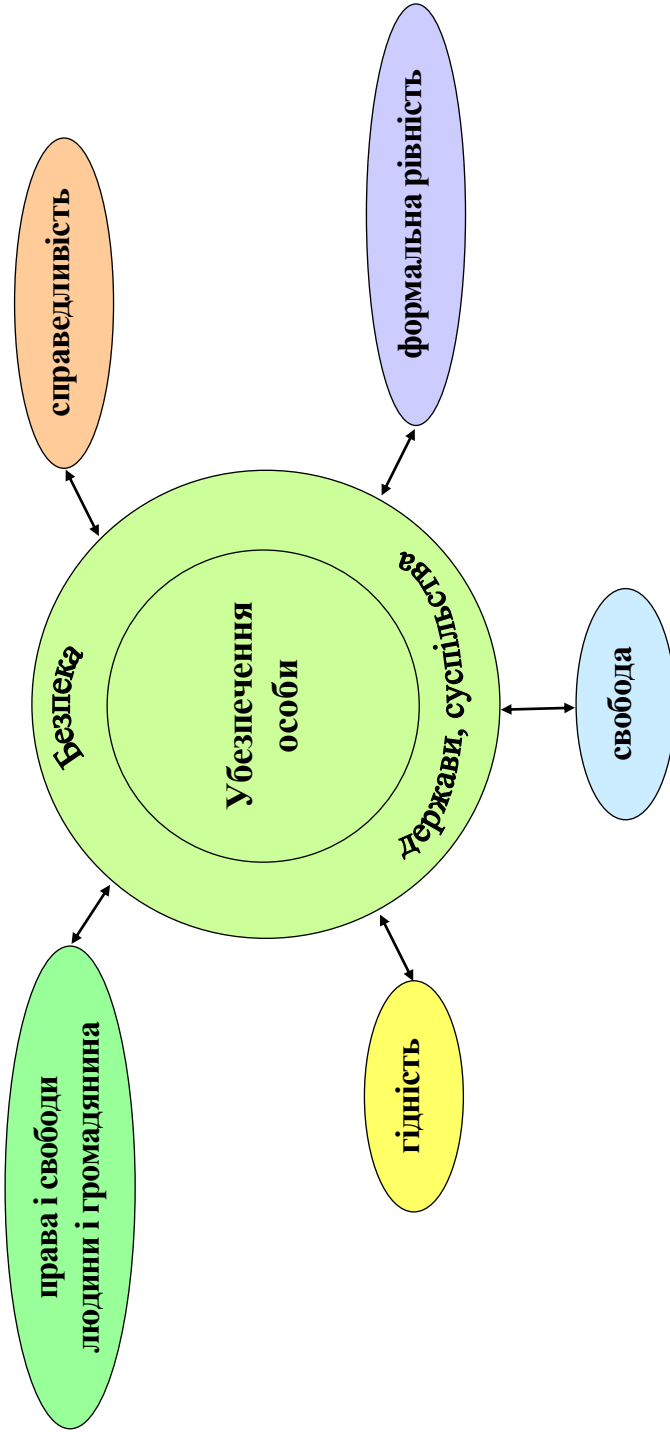 права і свободи
людини і громадянина
справедливість
Безпека
Убезпечення
особи
держави, суспільства
гідність
формальна рівність
свобода